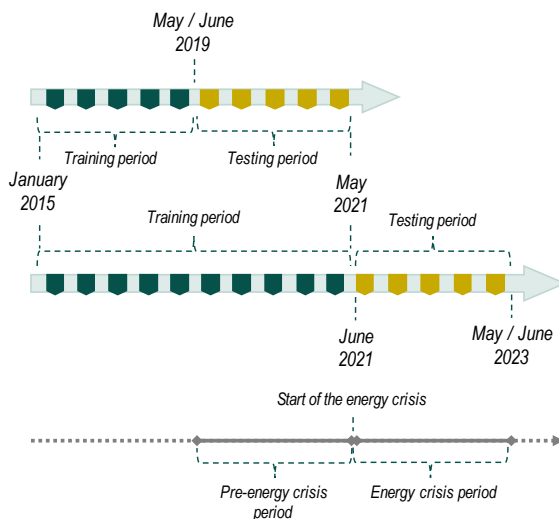 May / June
2019
Training period
Testing period
January
2015
May
2021
Training period
Testing period
June
2021
May / June
2023
Start of the energy crisis
Pre-energy crisis
period
Energy crisis period